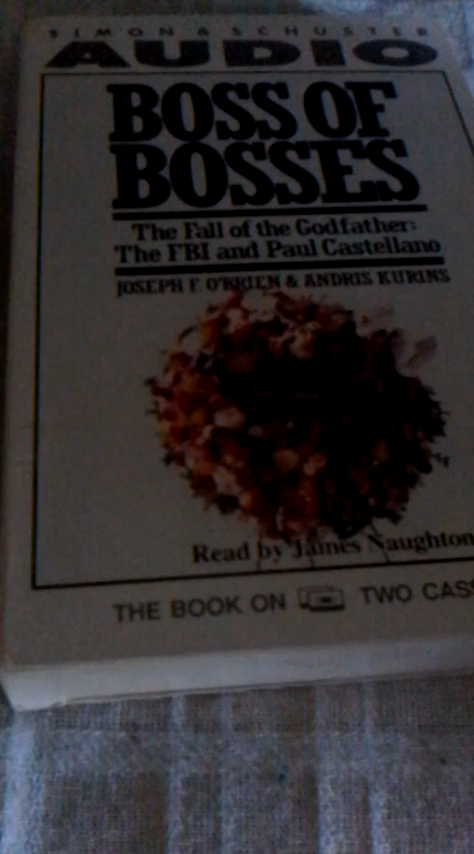 SIMON & SCHUSTER
AUDIO
BOSS OF
BOSSES
The Fall of the Godfather:
The FBI and Paul Castellano
JOSEPH F. O'BRIEN & ANDRIS KURINS
Read by James Naughton
THE BOOK ON TWO CASS